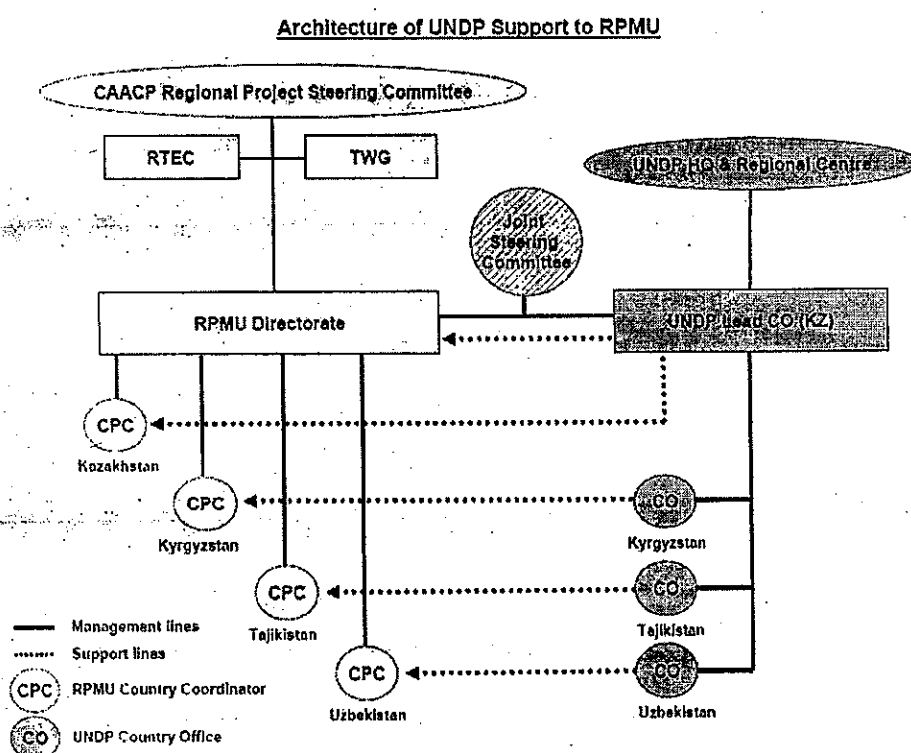 Architecture of UNDP Support to RPMU
CAACP Regional Project Steering Committee
RTEC
TWG
UNDP HQ & Regional Centre
Joint
Steering
Committee
RPMU Directorate
UNDP Lead CO (KZ)
CPC
Kazakhstan
CPC
Kyrgyzstan
CO
Kyrgyzstan
CPC
Tajikistan
CO
Tajikistan
CPC
Uzbekistan
CO
Uzbekistan
Management lines
Support lines
CPC RPMU Country Coordinator
CO UNDP Country Office